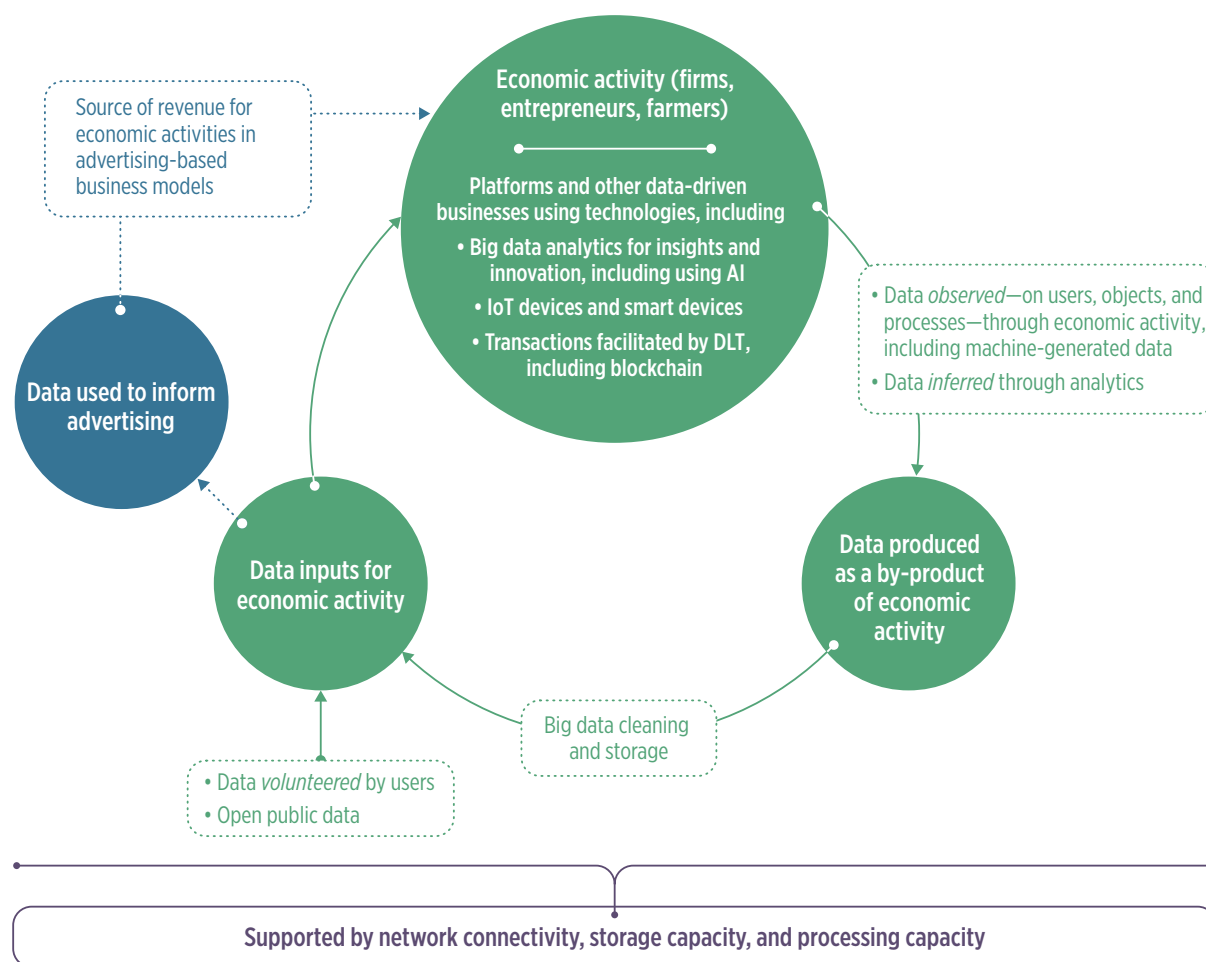 Economic activity (firms,
entrepreneurs, farmers)
Platforms and other data-driven
businesses using technologies, including
• Big data analytics for insights and
innovation, including using AI
• IoT devices and smart devices
• Transactions facilitated by DLT,
including blockchain
Source of revenue for
economic activities in
advertising-based
business models
• Data observed—on users, objects, and
processes—through economic activity,
including machine-generated data
• Data inferred through analytics
Data used to inform
advertising
Data inputs for
economic activity
Data produced
as a by-product
of economic
activity
Big data cleaning
and storage
• Data volunteered by users
• Open public data
Supported by network connectivity, storage capacity, and processing capacity